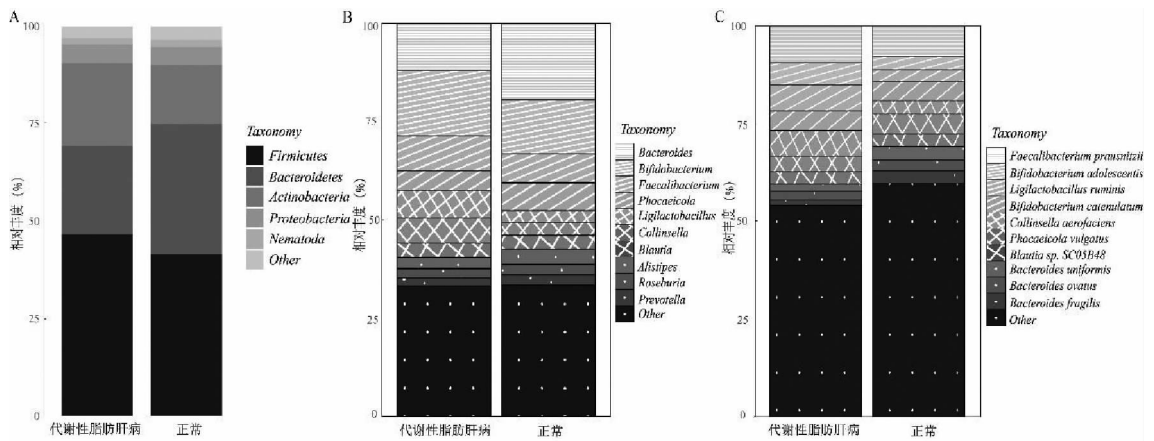 A
100
75
50
25
0
相对丰度（%）
代谢性脂肪肝病
正常
Taxonomy
Firmicutes
Bacteroidetes
Actinobacteria
Proteobacteria
Nematoda
Other
B
100
75
50
25
0
相对丰度（%）
代谢性脂肪肝病
正常
Taxonomy
Bacteroides
Bifidobacterium
Faecalibacterium
Phocaeicola
Ligilactobacillus
Collinsella
Blautia
Alistipes
Roseburia
Prevotella
Other
C
100
75
50
25
0
相对丰度（%）
代谢性脂肪肝病
正常
Taxonomy
Faecalibacterium prausnitzii
Bifidobacterium adolescentis
Ligilactobacillus ruminis
Bifidobacterium catenulatum
Collinsella aerofaciens
Phocaeicola vulgatus
Blautia sp. SC05B48
Bacteroides uniformis
Bacteroides ovatus
Bacteroides fragilis
Other